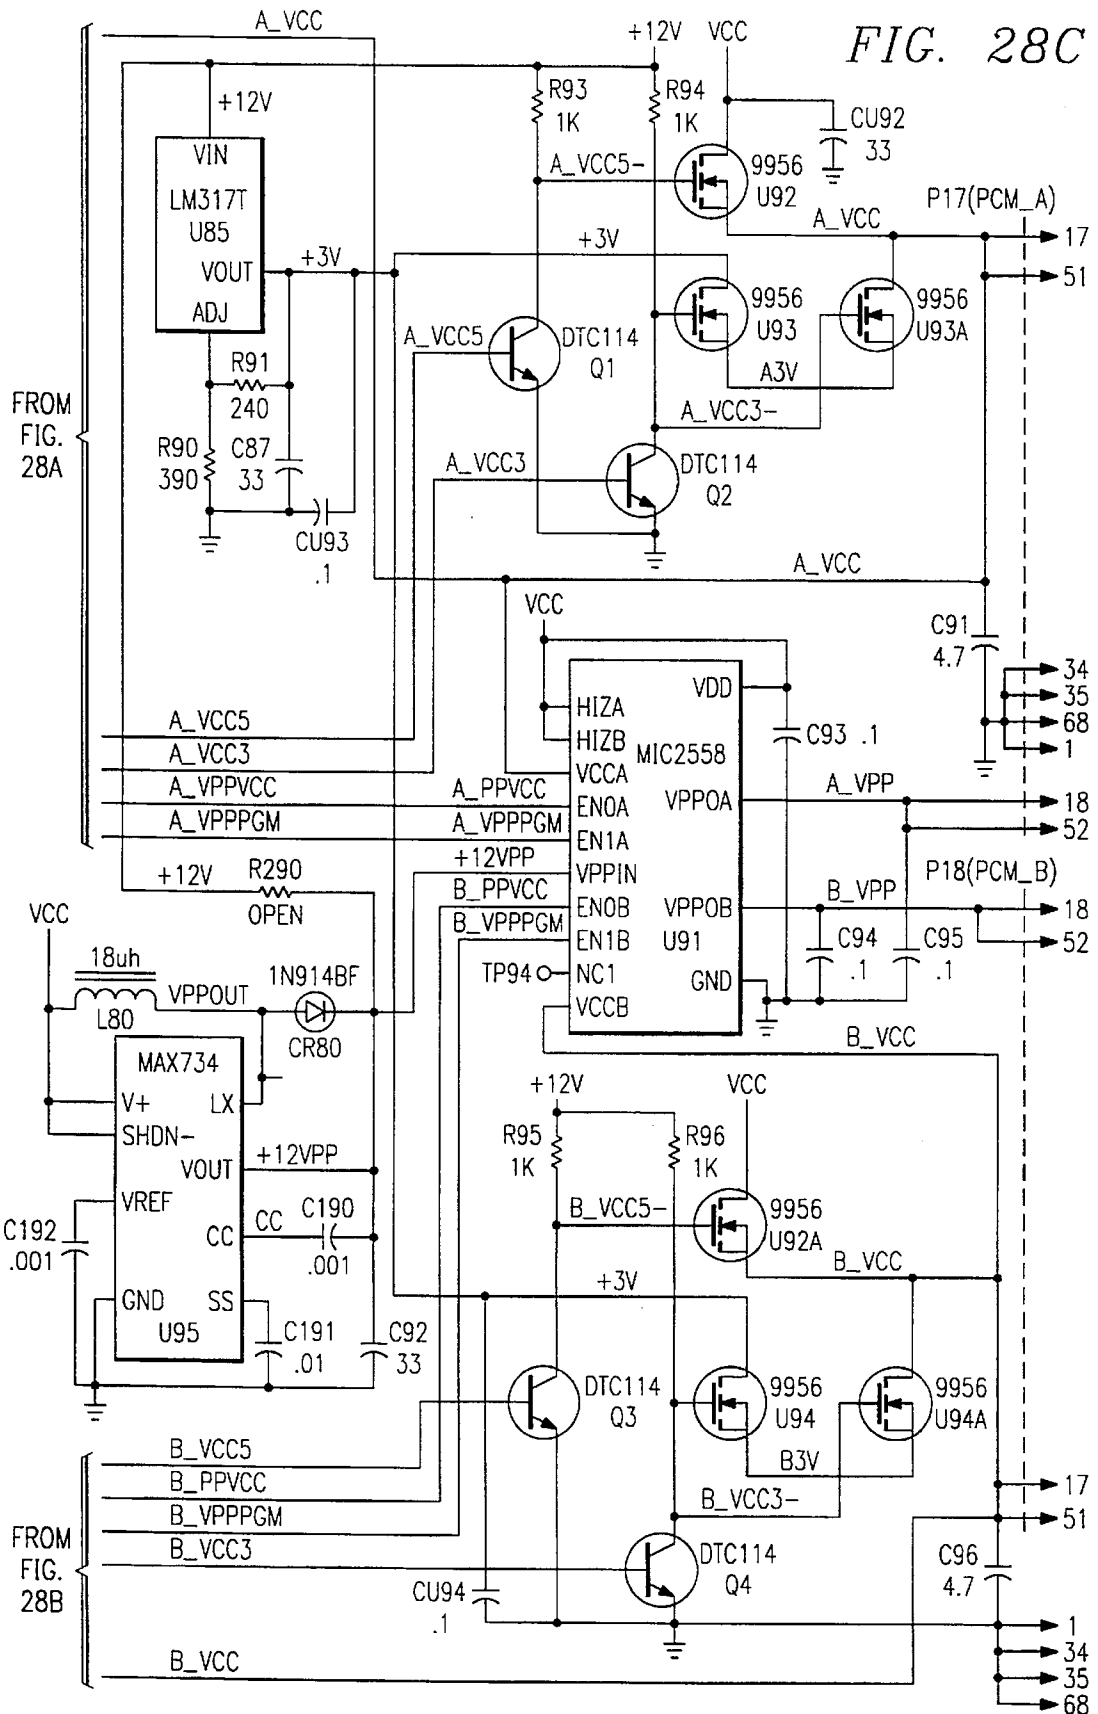 FIG. 28C
A_VCC
+12V
VCC
+12V
R93
1K
R94
1K
CU92
33
VIN
LM317T
U85
VOUT
ADJ
+3V
A_VCC5-
9956
U92
P17(PCM_A)
A_VCC
17
51
+3V
9956
U93
9956
U93A
A_VCC5
DTC114
Q1
A3V
R91
240
FROM
FIG.
28A
R90
390
C87
33
A_VCC3-
A_VCC3
DTC114
Q2
CU93
.1
A_VCC
VCC
C91
4.7
34
35
68
1
VDD
HIZA
HIZB
MIC2558
C93 .1
A_VCC5
A_VCC3
VCCA
A_VPPVCC
A_PPVCC
EN0A
VPPOA
A_VPP
18
52
A_VPPPGM
A_VPPPGM
EN1A
+12V
R290
OPEN
+12VPP
VPPIN
P18(PCM_B)
B_PPVCC
EN0B
VPPOB
B_VPP
18
52
B_VPPPGM
EN1B
U91
C94
.1
C95
.1
VCC
18uh
L80
VPPOUT
1N914BF
CR80
TP94
NC1
GND
VCCB
B_VCC
MAX734
V+
LX
SHDN-
VOUT
+12VPP
VREF
CC
CC
C190
.001
C192
.001
GND
SS
U95
C191
.01
C92
33
+12V
VCC
R95
1K
R96
1K
B_VCC5-
9956
U92A
B_VCC
+3V
DTC114
Q3
9956
U94
9956
U94A
B3V
B_VCC5
B_PPVCC
B_VPPPGM
B_VCC3
B_VCC3-
17
51
FROM
FIG.
28B
CU94
.1
DTC114
Q4
C96
4.7
1
34
35
68
B_VCC